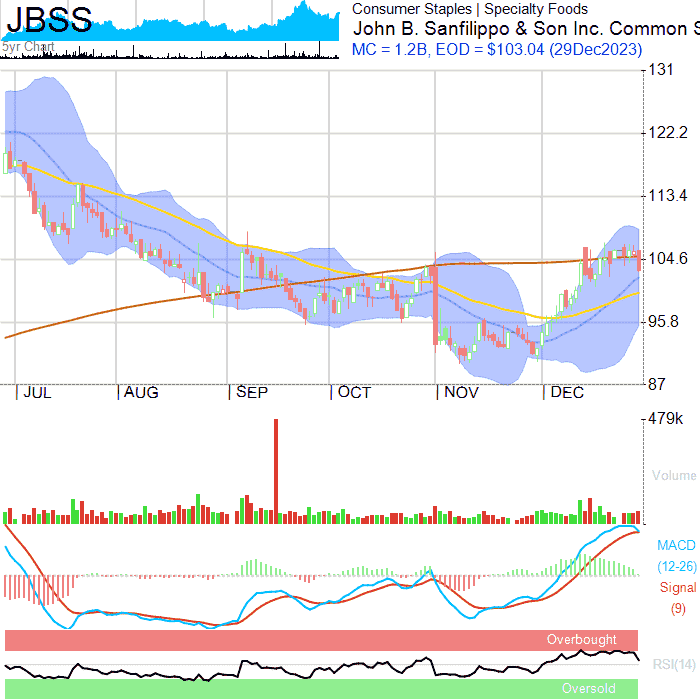 JBSS
Consumer Staples | Specialty Foods
John B. Sanfilippo & Son Inc. Common S
MC = 1.2B, EOD = $103.04 (29Dec2023)
5yr Chart
131
122.2
113.4
104.6
95.8
87
JUL AUG SEP OCT NOV DEC
479k
Volume
MACD
(12-26)
Signal
(9)
Overbought
RSI(14)
Oversold